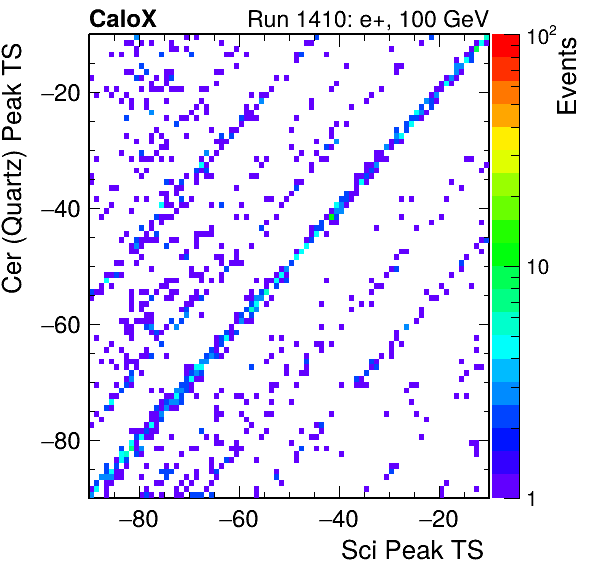 CaloX Run 1410: e+, 100 GeV
Cer (Quartz) Peak TS
−20
−40
−60
−80
−80 −60 −40 −20
Sci Peak TS
10²
10
1
Events